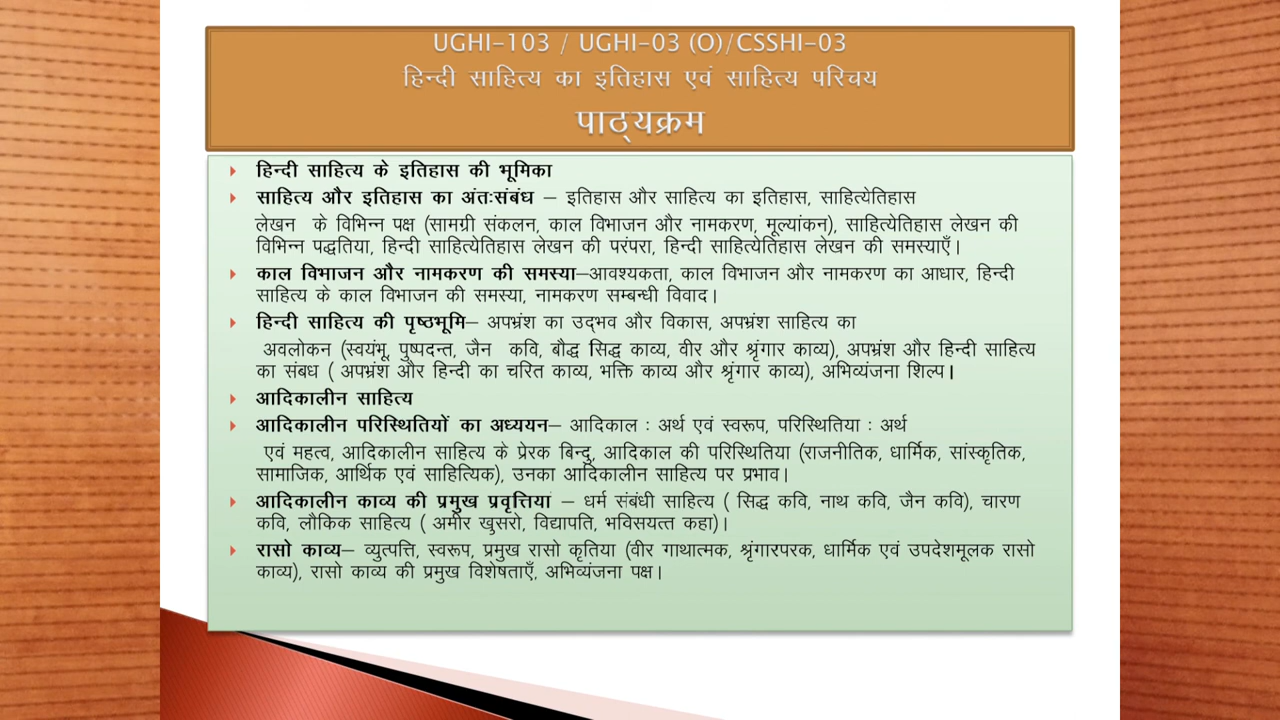 UGHI-103 / UGHI-03 (O)/CSSHI-03
हिन्दी साहित्य का इतिहास एवं साहित्य परिचय
पाठ्यक्रम
हिन्दी साहित्य के इतिहास की भूमिका
साहित्य और इतिहास का अंतःसंबंध – इतिहास और साहित्य का इतिहास, साहित्येतिहास
लेखन के विभिन्न पक्ष (सामग्री संकलन, काल विभाजन और नामकरण, मूल्यांकन), साहित्येतिहास लेखन की
विभिन्न पद्धतिया, हिन्दी साहित्येतिहास लेखन की परंपरा, हिन्दी साहित्येतिहास लेखन की समस्याएँ।
काल विभाजन और नामकरण की समस्या–आवश्यकता, काल विभाजन और नामकरण का आधार, हिन्दी
साहित्य के काल विभाजन की समस्या, नामकरण सम्बन्धी विवाद।
हिन्दी साहित्य की पृष्ठभूमि– अपभ्रंश का उद्भव और विकास, अपभ्रंश साहित्य का
अवलोकन (स्वयंभू, पुष्पदन्त, जैन कवि, बौद्ध सिद्ध काव्य, वीर और श्रृंगार काव्य), अपभ्रंश और हिन्दी साहित्य
का संबध ( अपभ्रंश और हिन्दी का चरित काव्य, भक्ति काव्य और श्रृंगार काव्य), अभिव्यंजना शिल्प।
आदिकालीन साहित्य
आदिकालीन परिस्थितियों का अध्ययन– आदिकाल : अर्थ एवं स्वरूप, परिस्थितिया : अर्थ
एवं महत्व, आदिकालीन साहित्य के प्रेरक बिन्दु, आदिकाल की परिस्थितिया (राजनीतिक, धार्मिक, सांस्कृतिक,
सामाजिक, आर्थिक एवं साहित्यिक), उनका आदिकालीन साहित्य पर प्रभाव।
आदिकालीन काव्य की प्रमुख प्रवृत्तिया – धर्म संबंधी साहित्य ( सिद्ध कवि, नाथ कवि, जैन कवि), चारण
कवि, लौकिक साहित्य ( अमीर खुसरो, विद्यापति, भविसयत्त कहा)।
रासो काव्य– व्युत्पत्ति, स्वरूप, प्रमुख रासो कृतिया (वीर गाथात्मक, श्रृंगारपरक, धार्मिक एवं उपदेशमूलक रासो
काव्य), रासो काव्य की प्रमुख विशेषताएँ, अभिव्यंजना पक्ष।